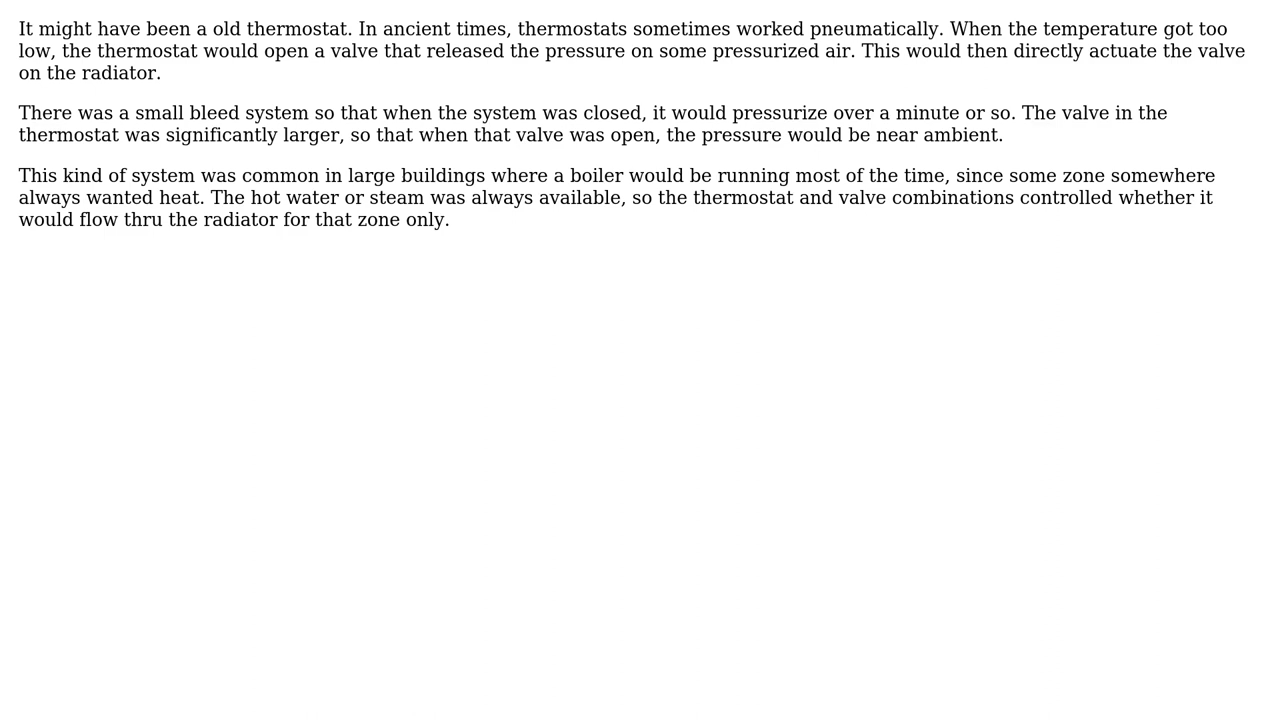 It might have been a old thermostat. In ancient times, thermostats sometimes worked pneumatically. When the temperature got too
low, the thermostat would open a valve that released the pressure on some pressurized air. This would then directly actuate the valve
on the radiator.
There was a small bleed system so that when the system was closed, it would pressurize over a minute or so. The valve in the
thermostat was significantly larger, so that when that valve was open, the pressure would be near ambient.
This kind of system was common in large buildings where a boiler would be running most of the time, since some zone somewhere
always wanted heat. The hot water or steam was always available, so the thermostat and valve combinations controlled whether it
would flow thru the radiator for that zone only.